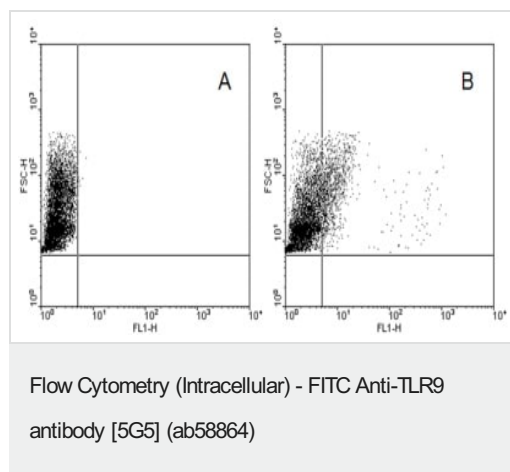 A
B
10⁴
10³
10²
10¹
10⁰
FSC-H
10⁰ 10¹ 10² 10³ 10⁴
FL1-H
10⁴
10³
10²
10¹
10⁰
FSC-H
10⁰ 10¹ 10² 10³ 10⁴
FL1-H
Flow Cytometry (Intracellular) - FITC Anti-TLR9
antibody [5G5] (ab58864)